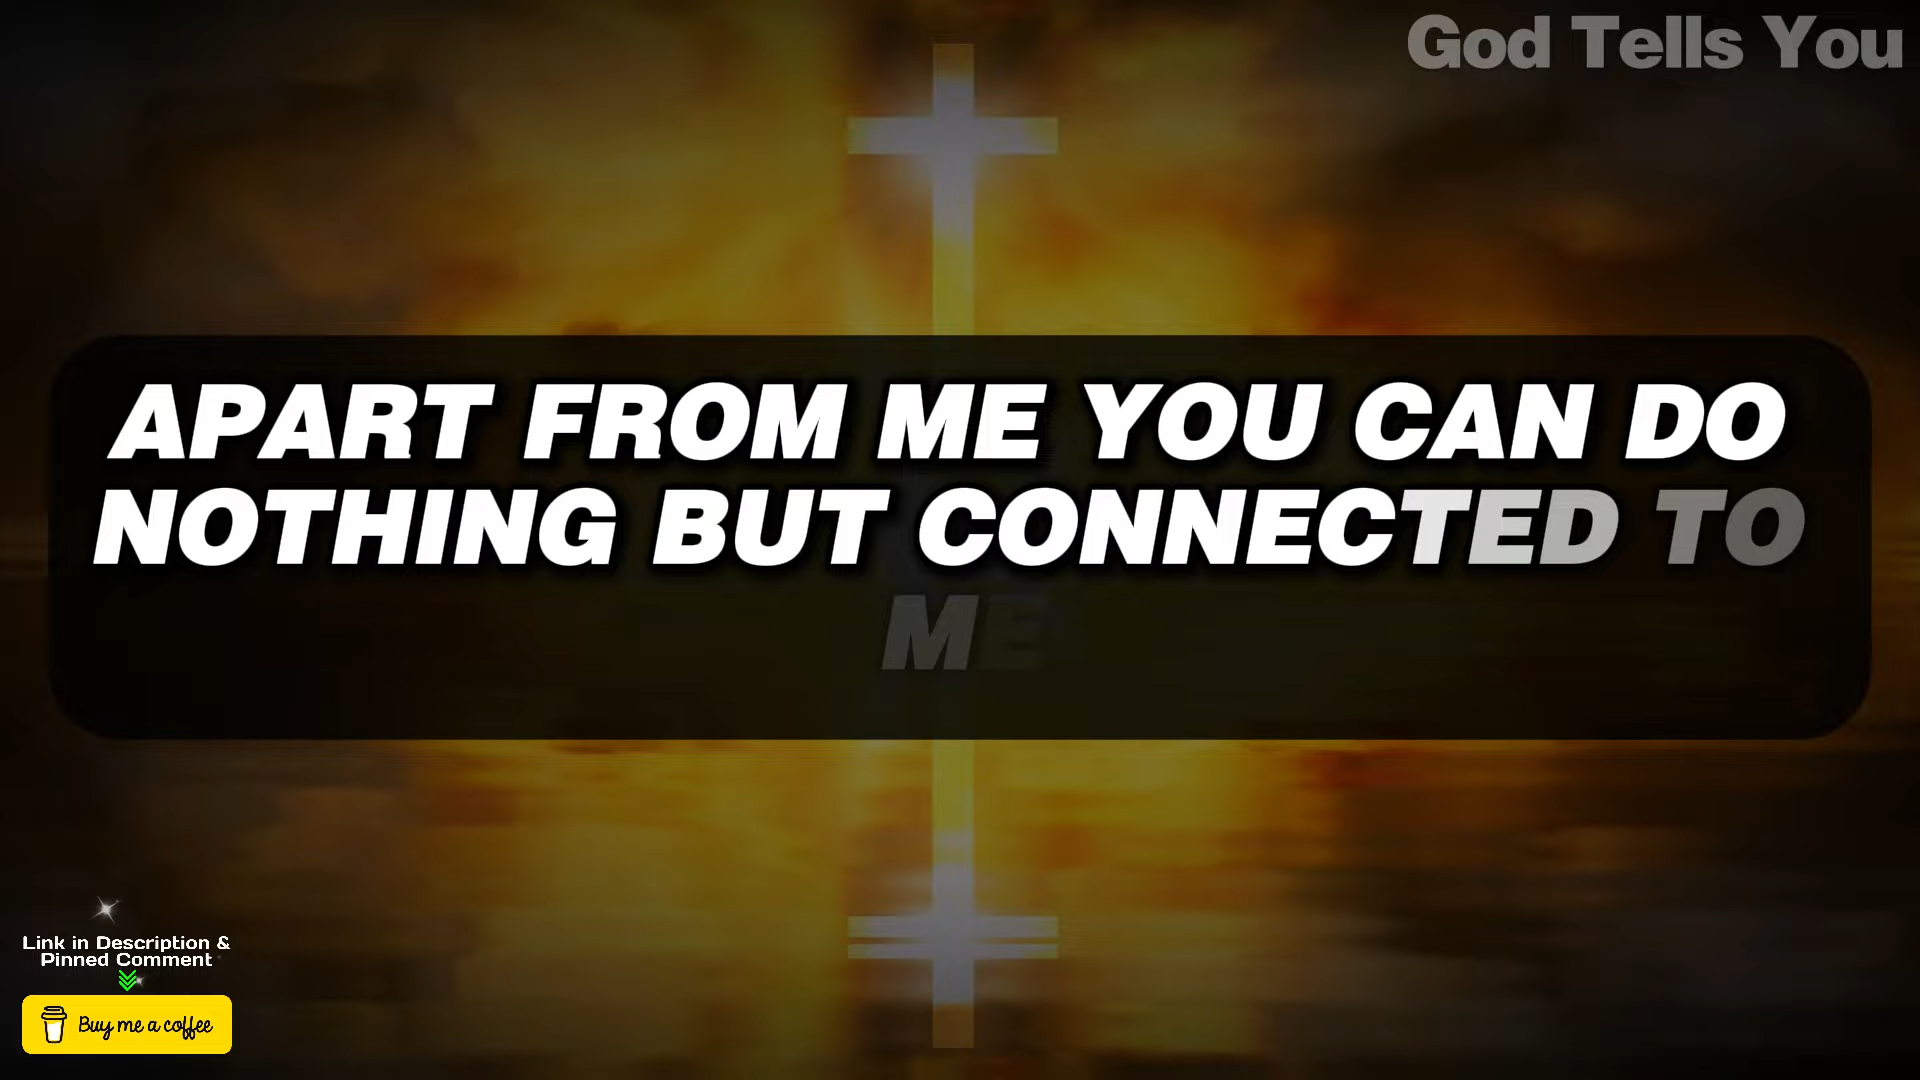 God Tells You
APART FROM ME YOU CAN DO
NOTHING BUT CONNECTED TO
ME
Link in Description &
Pinned Comment
Buy me a coffee